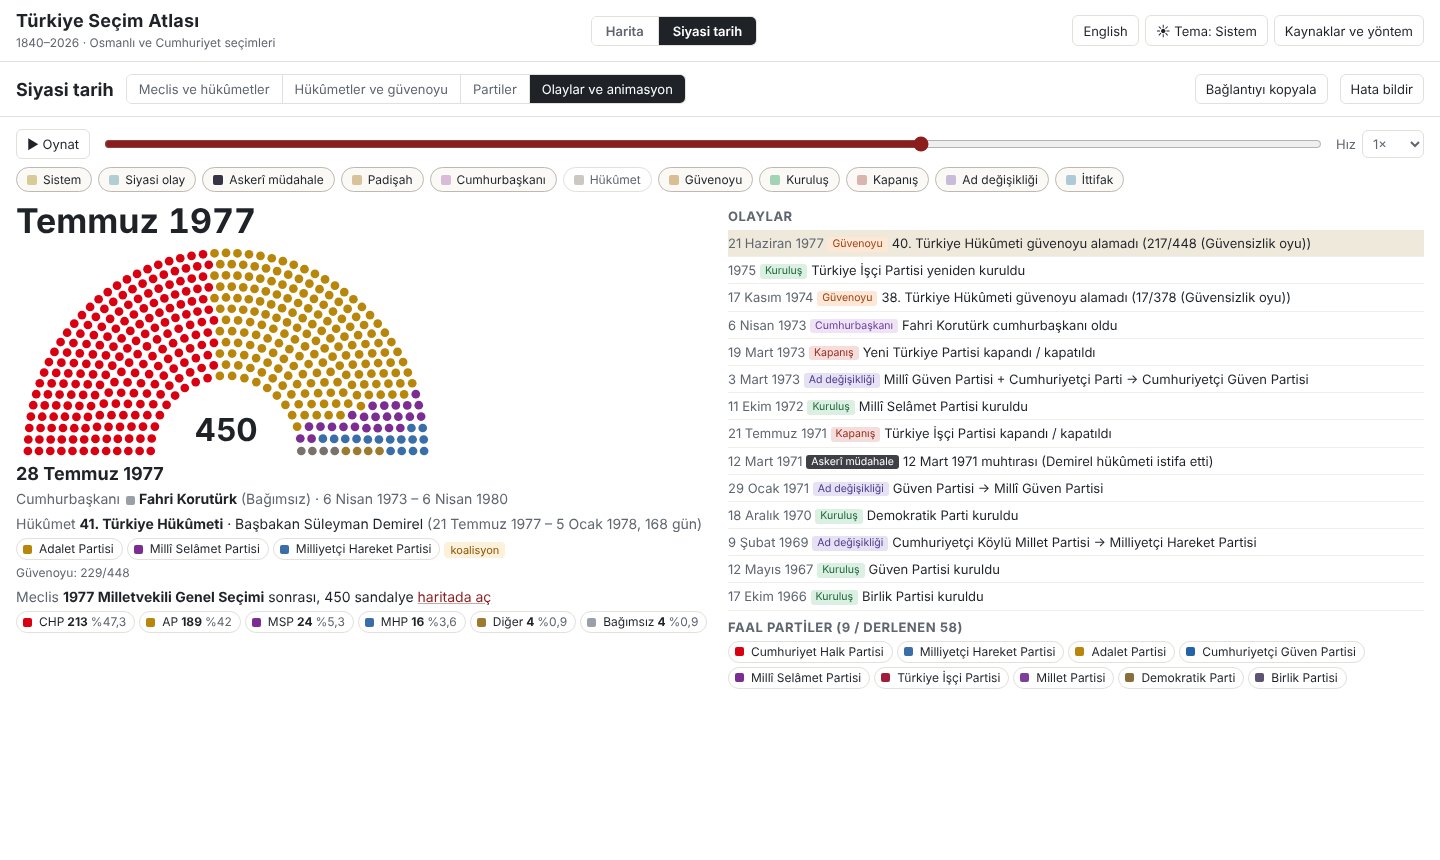 Türkiye Seçim Atlası
1840–2026 · Osmanlı ve Cumhuriyet seçimleri
Harita
Siyasi tarih
English
☀ Tema: Sistem
Kaynaklar ve yöntem
Siyasi tarih
Meclis ve hükûmetler
Hükûmetler ve güvenoyu
Partiler
Olaylar ve animasyon
Bağlantıyı kopyala
Hata bildir
▶ Oynat
Hız
1×
Sistem
Siyasi olay
Askerî müdahale
Padişah
Cumhurbaşkanı
Hükûmet
Güvenoyu
Kuruluş
Kapanış
Ad değişikliği
İttifak
Temmuz 1977
450
28 Temmuz 1977
Cumhurbaşkanı Fahri Korutürk (Bağımsız) · 6 Nisan 1973 – 6 Nisan 1980
Hükûmet 41. Türkiye Hükûmeti · Başbakan Süleyman Demirel (21 Temmuz 1977 – 5 Ocak 1978, 168 gün)
Adalet Partisi Millî Selâmet Partisi Milliyetçi Hareket Partisi koalisyon
Güvenoyu: 229/448
Meclis 1977 Milletvekili Genel Seçimi sonrası, 450 sandalye haritada aç
CHP 213 %47,3 AP 189 %42 MSP 24 %5,3 MHP 16 %3,6 Diğer 4 %0,9 Bağımsız 4 %0,9
OLAYLAR
21 Haziran 1977 Güvenoyu 40. Türkiye Hükûmeti güvenoyu alamadı (217/448 (Güvensizlik oyu))
1975 Kuruluş Türkiye İşçi Partisi yeniden kuruldu
17 Kasım 1974 Güvenoyu 38. Türkiye Hükûmeti güvenoyu alamadı (17/378 (Güvensizlik oyu))
6 Nisan 1973 Cumhurbaşkanı Fahri Korutürk cumhurbaşkanı oldu
19 Mart 1973 Kapanış Yeni Türkiye Partisi kapandı / kapatıldı
3 Mart 1973 Ad değişikliği Millî Güven Partisi + Cumhuriyetçi Parti → Cumhuriyetçi Güven Partisi
11 Ekim 1972 Kuruluş Millî Selâmet Partisi kuruldu
21 Temmuz 1971 Kapanış Türkiye İşçi Partisi kapandı / kapatıldı
12 Mart 1971 Askerî müdahale 12 Mart 1971 muhtırası (Demirel hükûmeti istifa etti)
29 Ocak 1971 Ad değişikliği Güven Partisi → Millî Güven Partisi
18 Aralık 1970 Kuruluş Demokratik Parti kuruldu
9 Şubat 1969 Ad değişikliği Cumhuriyetçi Köylü Millet Partisi → Milliyetçi Hareket Partisi
12 Mayıs 1967 Kuruluş Güven Partisi kuruldu
17 Ekim 1966 Kuruluş Birlik Partisi kuruldu
FAAL PARTİLER (9 / DERLENEN 58)
Cumhuriyet Halk Partisi Milliyetçi Hareket Partisi Adalet Partisi Cumhuriyetçi Güven Partisi
Millî Selâmet Partisi Türkiye İşçi Partisi Millet Partisi Demokratik Parti Birlik Partisi